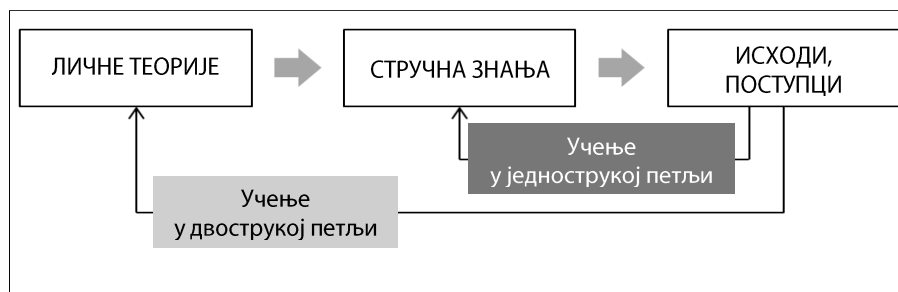 ЛИЧНЕ ТЕОРИЈЕ
СТРУЧНА ЗНАЊА
ИСХОДИ,
ПОСТУПЦИ
Учење
у једнострукој петљи
Учење
у двострукој петљи